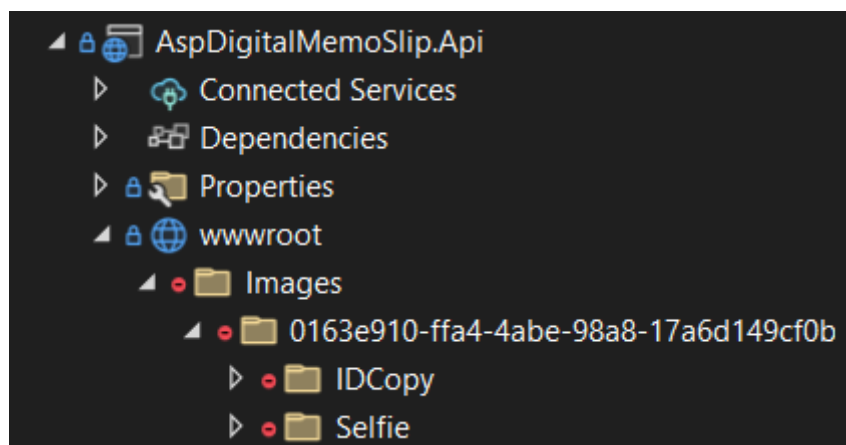 AspDigitalMemoSlip.Api
Connected Services
Dependencies
Properties
wwwroot
Images
0163e910-ffa4-4abe-98a8-17a6d149cf0b
IDCopy
Selfie